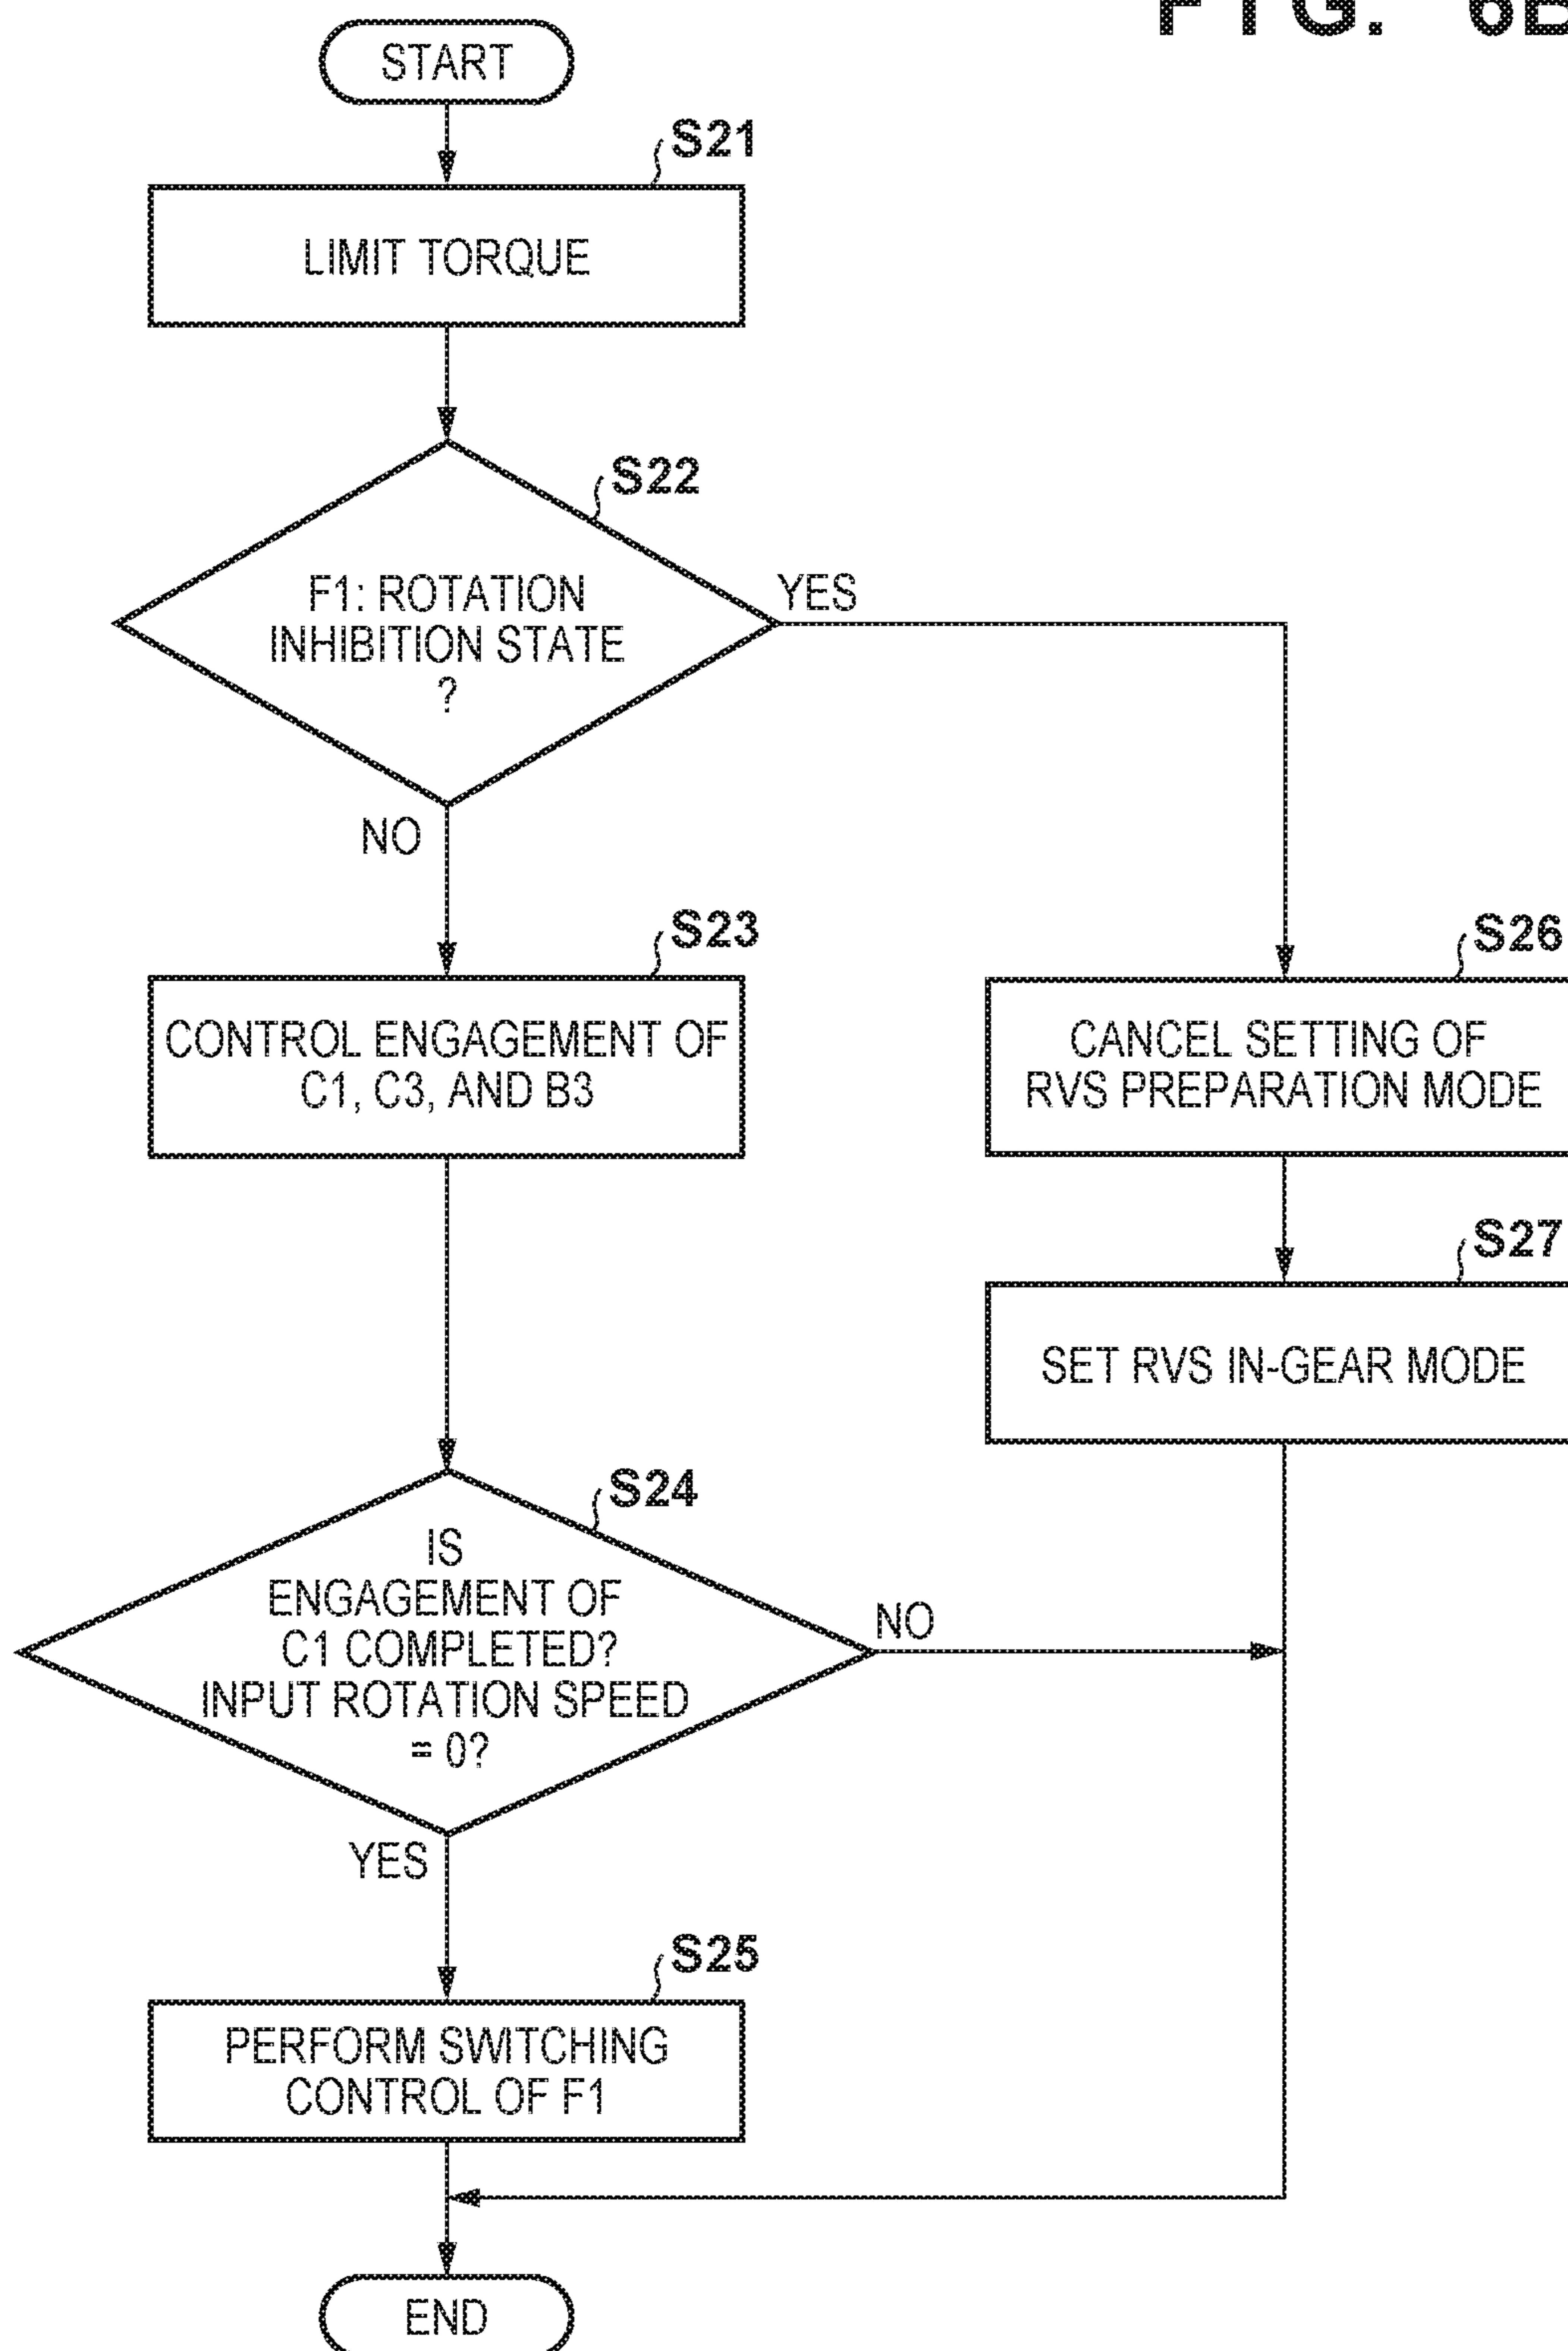 FIG. 6B
START
S21
LIMIT TORQUE
S22
F1: ROTATION
INHIBITION STATE
?
YES
NO
S23
CONTROL ENGAGEMENT OF
C1, C3, AND B3
S26
CANCEL SETTING OF
RVS PREPARATION MODE
S27
SET RVS IN-GEAR MODE
S24
IS
ENGAGEMENT OF
C1 COMPLETED?
INPUT ROTATION SPEED
= 0?
NO
YES
S25
PERFORM SWITCHING
CONTROL OF F1
END